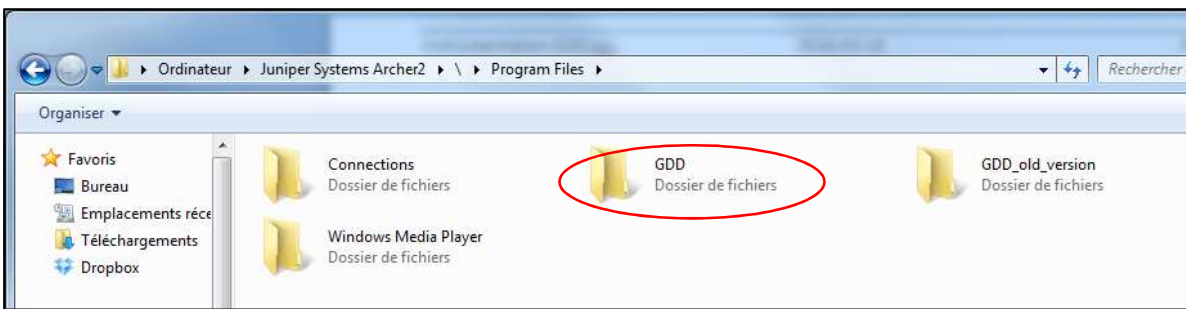 Ordinateur Juniper Systems Archer2 \ Program Files
Rechercher
Organiser
Favoris
Bureau
Emplacements réce
Téléchargements
Dropbox
Connections
Dossier de fichiers
GDD
Dossier de fichiers
GDD_old_version
Dossier de fichiers
Windows Media Player
Dossier de fichiers